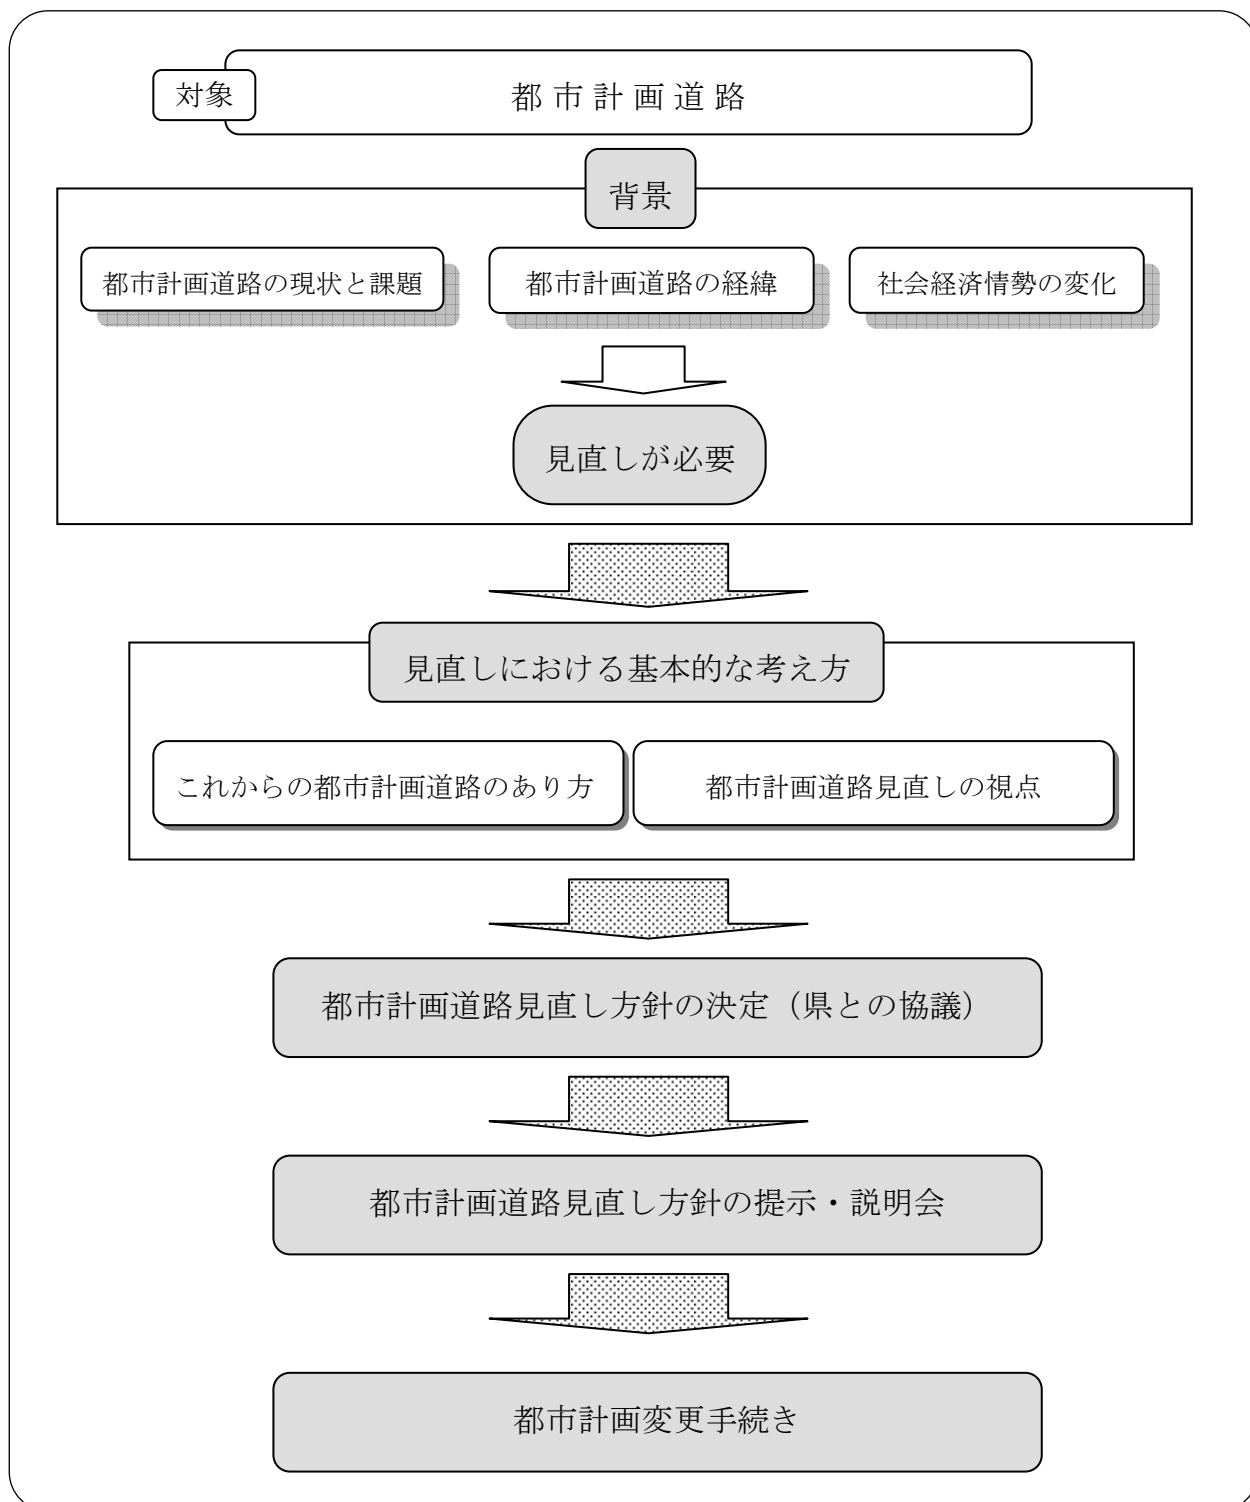 対象
都市計画道路
背景
都市計画道路の現状と課題
都市計画道路の経緯
社会経済情勢の変化
見直しが必要
見直しにおける基本的な考え方
これからの都市計画道路のあり方
都市計画道路見直しの視点
都市計画道路見直し方針の決定（県との協議）
都市計画道路見直し方針の提示・説明会
都市計画変更手続き